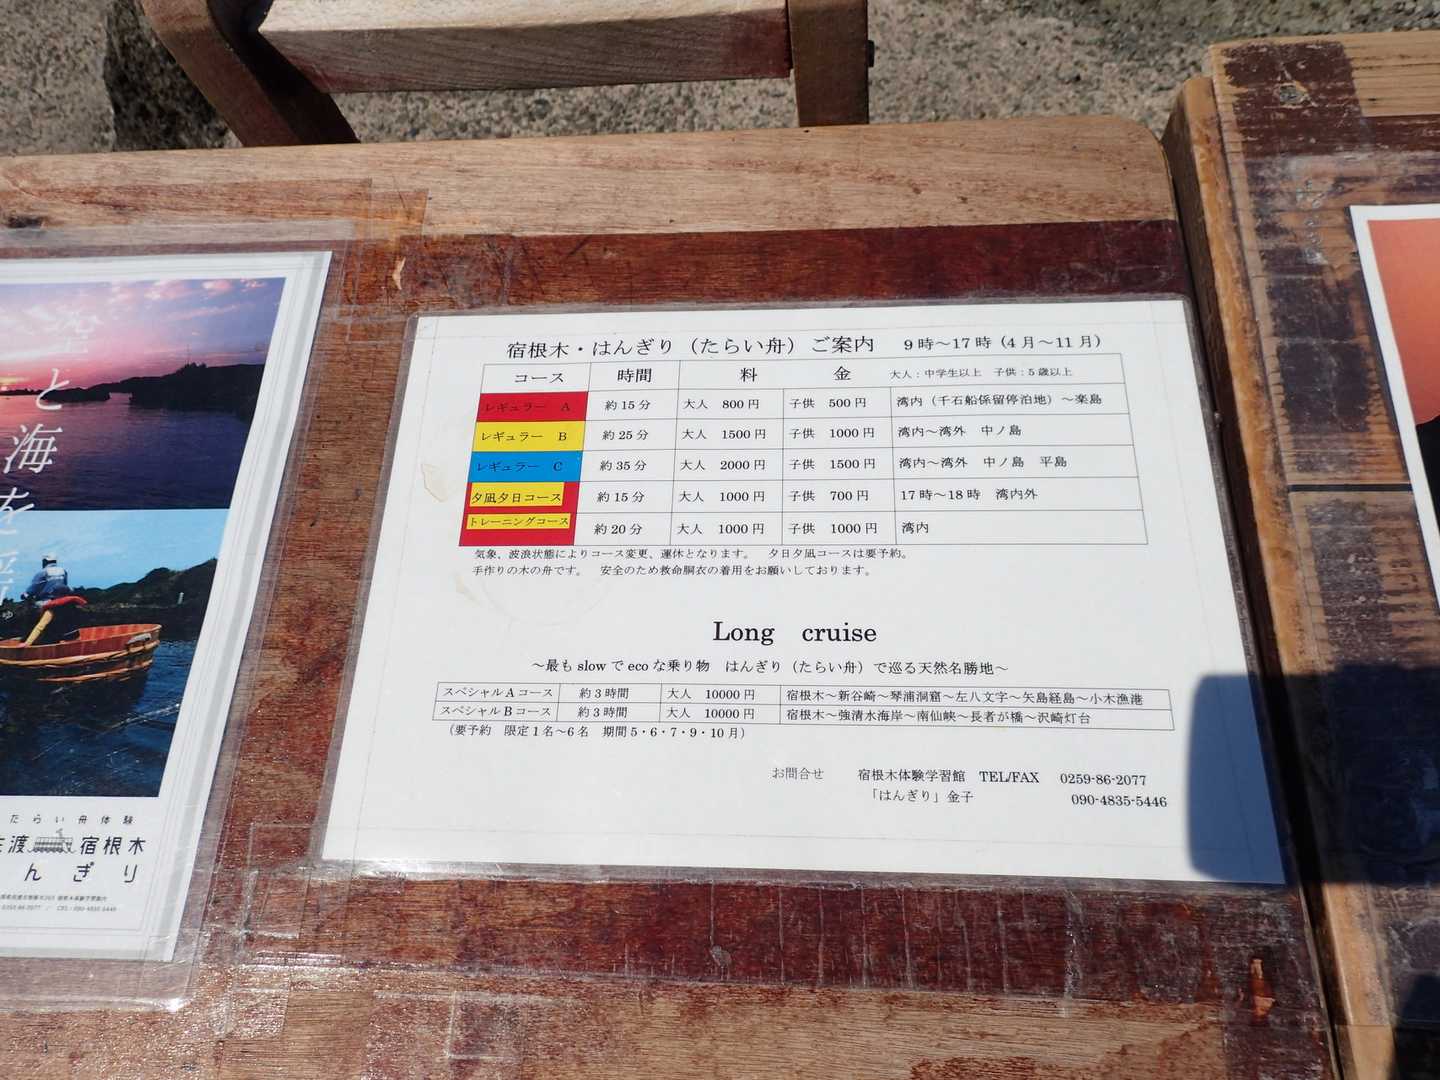 と
海
を
たらい舟体験
渡 宿根木
んぎり
宿根木・はんぎり（たらい舟）ご案内　9時～17時（4月～11月）
コース　時間　料　金　大人：中学生以上　子供：5歳以上
レギュラー　A　約15分　大人　800円　子供　500円　湾内（千石船係留停泊地）～楽島
レギュラー　B　約25分　大人　1500円　子供　1000円　湾内～湾外　中ノ島
レギュラー　C　約35分　大人　2000円　子供　1500円　湾内～湾外　中ノ島　平島
夕凪夕日コース　約15分　大人　1000円　子供　700円　17時～18時　湾内外
トレーニングコース　約20分　大人　1000円　子供　1000円　湾内
気象、波浪状態によりコース変更、運休となります。　夕日夕凪コースは要予約。
手作りの木の舟です。　安全のため救命胴衣の着用をお願いしております。
Long　cruise
～最もslowでecoな乗り物　はんぎり（たらい舟）で巡る天然名勝地～
スペシャルAコース　約3時間　大人　10000円　宿根木～新谷崎～琴浦洞窟～左八文字～矢島経島～小木漁港
スペシャルBコース　約3時間　大人　10000円　宿根木～強清水海岸～南仙峡～長者が橋～沢崎灯台
（要予約　限定1名～6名　期間5・6・7・9・10月）
お問合せ　宿根木体験学習館　TEL/FAX　0259-86-2077
「はんぎり」金子　090-4835-5446